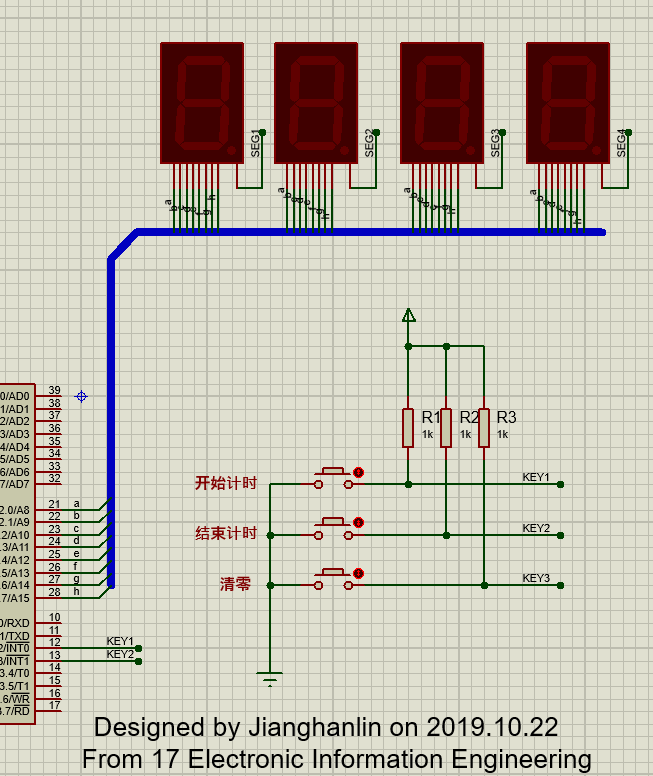 SEG1
SEG2
SEG3
SEG4
a
b
g
h
a
b
g
h
a
b
d
g
h
a
b
d
g
h
0/AD0 39
1/AD1 38
2/AD2 37
3/AD3 36
4/AD4 35
5/AD5 34
6/AD6 33
7/AD7 32
2.0/A8 21 a
2.1/A9 22 b
2/A10 23 c
.3/A11 24 d
4/A12 25 e
.5/A13 26 f
.6/A14 27 g
.7/A15 28 h
0/RXD 10
1/TXD 11
2/INT0 12 KEY1
3/INT1 13 KEY2
3.4/T0 14
3.5/T1 15
.6/WR 16
3.7/RD 17
R1 R2 R3
1k 1k 1k
开始计时 KEY1
结束计时 KEY2
清零 KEY3
Designed by Jianghanlin on 2019.10.22
From 17 Electronic Information Engineering